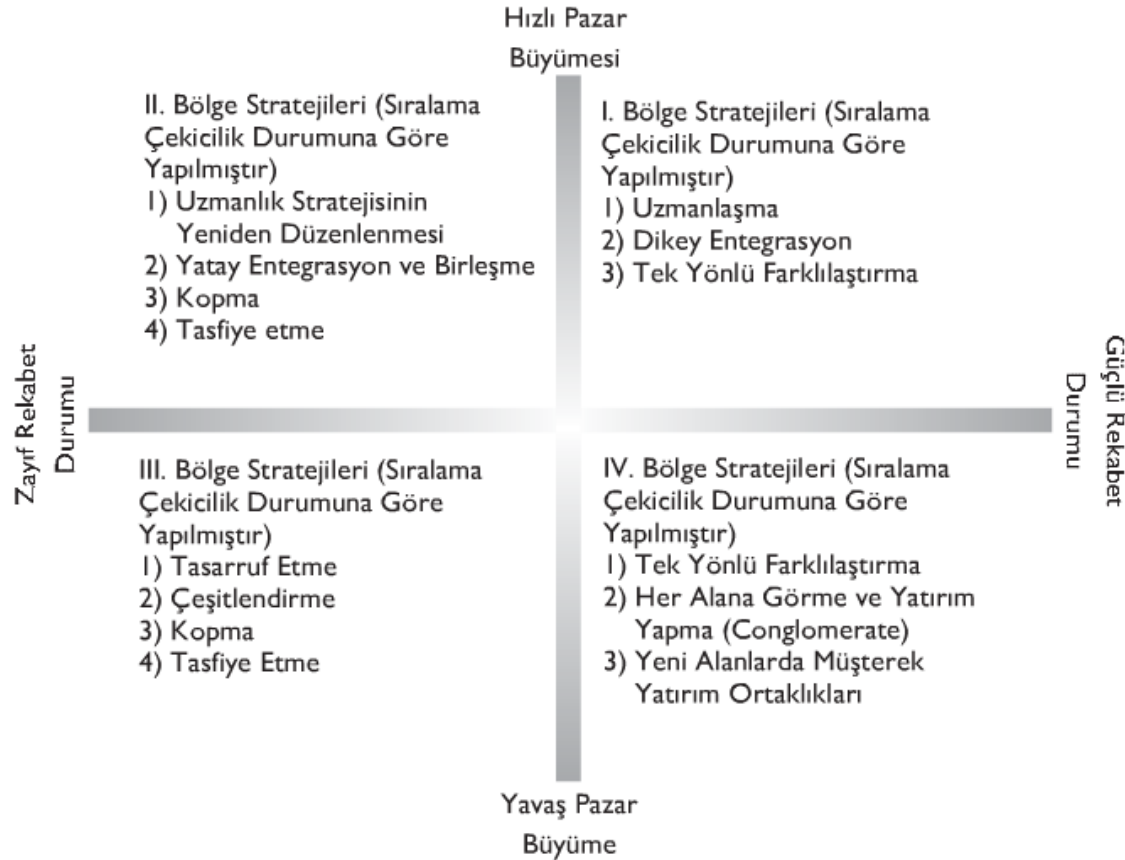 Hızlı Pazar
Büyümesi
II. Bölge Stratejileri (Sıralama
Çekicilik Durumuna Göre
Yapılmıştır)
1) Uzmanlık Stratejisinin
Yeniden Düzenlenmesi
2) Yatay Entegrasyon ve Birleşme
3) Kopma
4) Tasfiye etme
I. Bölge Stratejileri (Sıralama
Çekicilik Durumuna Göre
Yapılmıştır)
1) Uzmanlaşma
2) Dikey Entegrasyon
3) Tek Yönlü Farklılaştırma
Zayıf Rekabet
Durumu
Güçlü Rekabet
Durumu
III. Bölge Stratejileri (Sıralama
Çekicilik Durumuna Göre
Yapılmıştır)
1) Tasarruf Etme
2) Çeşitlendirme
3) Kopma
4) Tasfiye Etme
IV. Bölge Stratejileri (Sıralama
Çekicilik Durumuna Göre
Yapılmıştır)
1) Tek Yönlü Farklılaştırma
2) Her Alana Görme ve Yatırım
Yapma (Conglomerate)
3) Yeni Alanlarda Müşterek
Yatırım Ortaklıkları
Yavaş Pazar
Büyüme